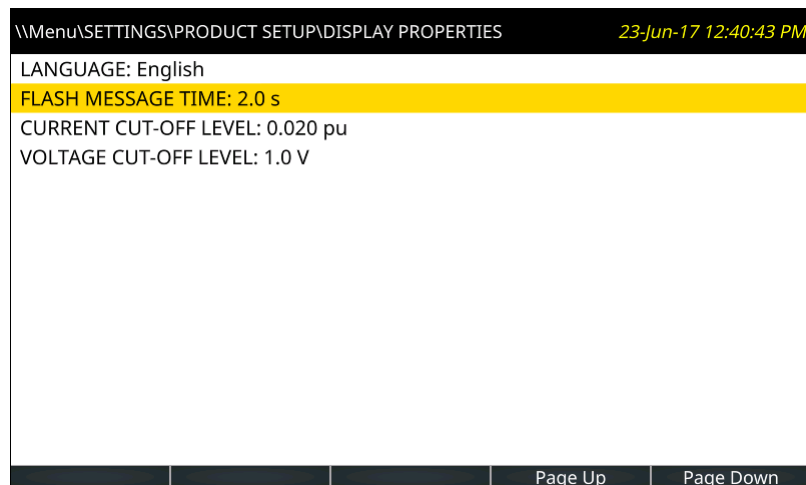 \\Menu\SETTINGS\PRODUCT SETUP\DISPLAY PROPERTIES 23-Jun-17 12:40:43 PM
LANGUAGE: English
FLASH MESSAGE TIME: 2.0 s
CURRENT CUT-OFF LEVEL: 0.020 pu
VOLTAGE CUT-OFF LEVEL: 1.0 V
Page Up Page Down